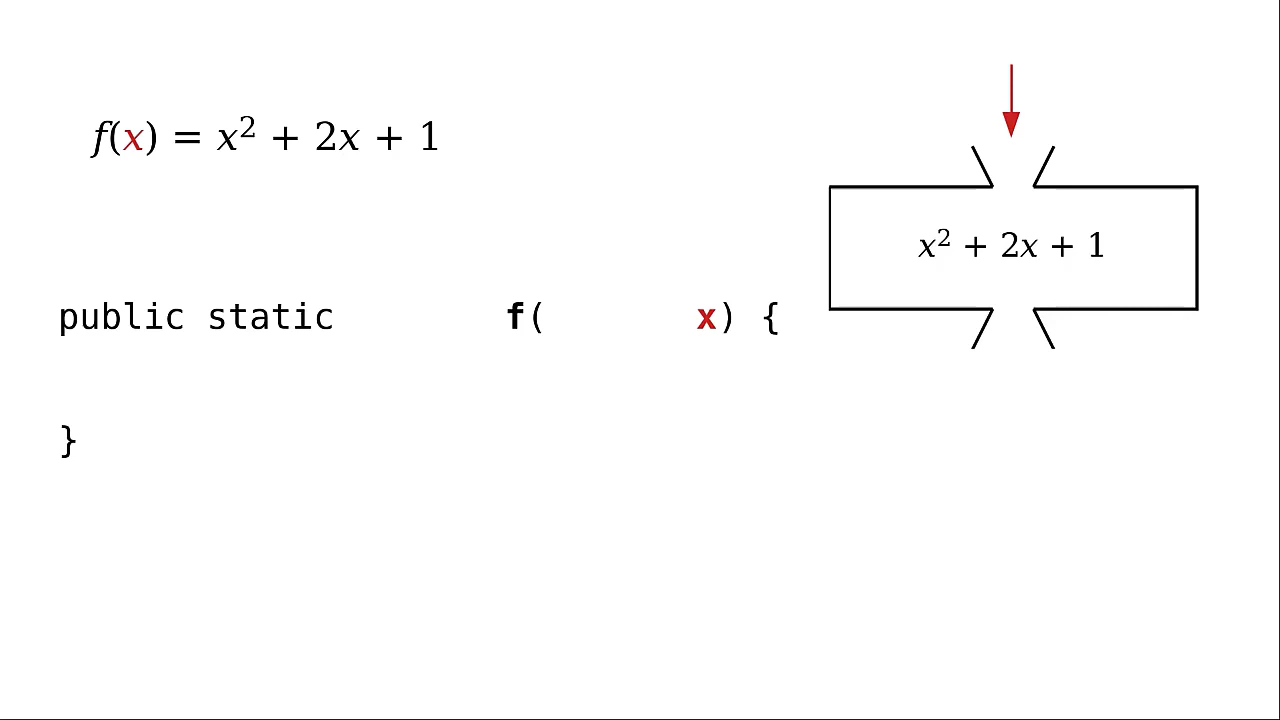 f(x) = x² + 2x + 1
x² + 2x + 1
public static f( x) {
}